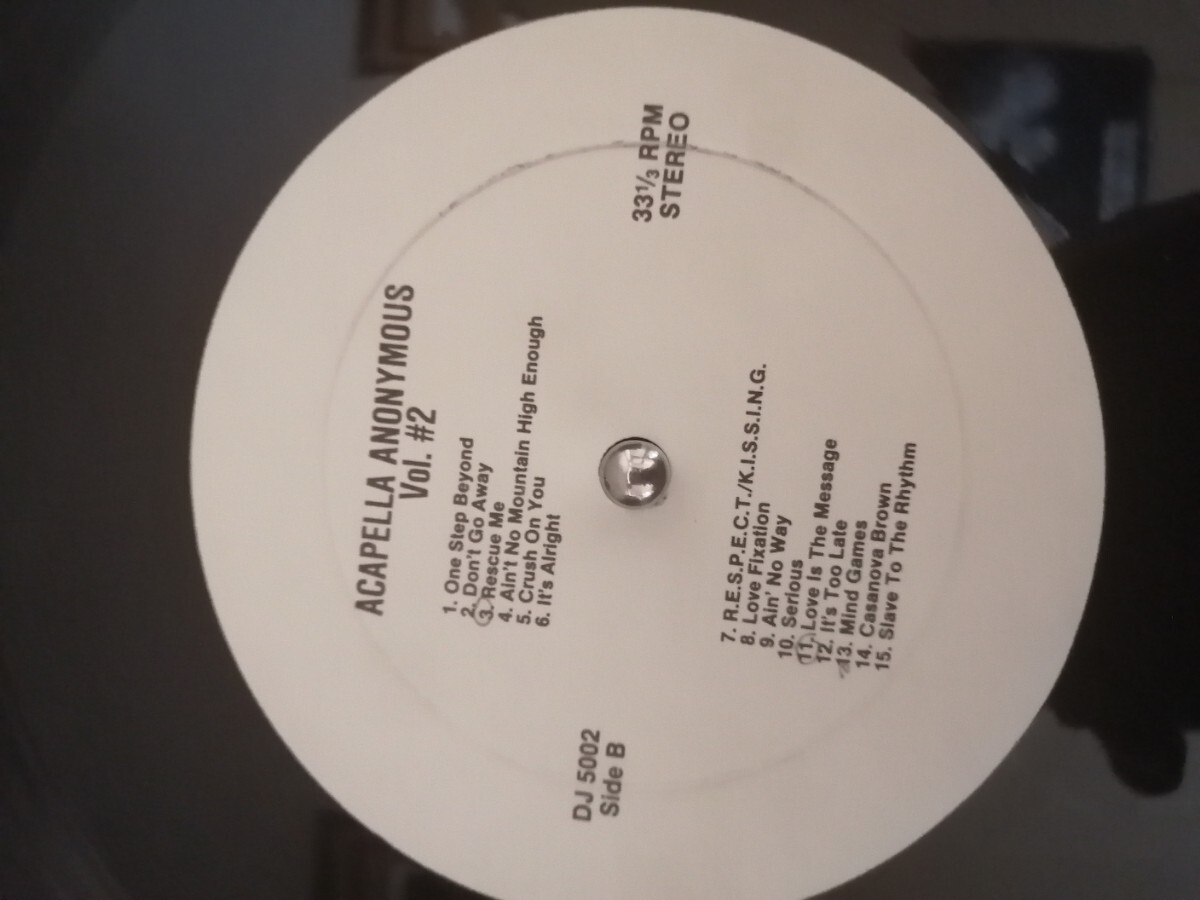 ACAPELLA ANONYMOUS
Vol. #2
1. One Step Beyond
2. Don't Go Away
3. Rescue Me
4. Ain't No Mountain High Enough
5. Crush On You
6. It's Alright
DJ 5002
Side B
33 1/3 RPM
STEREO
7. R.E.S.P.E.C.T./K.I.S.S.I.N.G.
8. Love Fixation
9. Ain' No Way
10. Serious
11. Love Is The Message
12. It's Too Late
13. Mind Games
14. Casanova Brown
15. Slave To The Rhythm